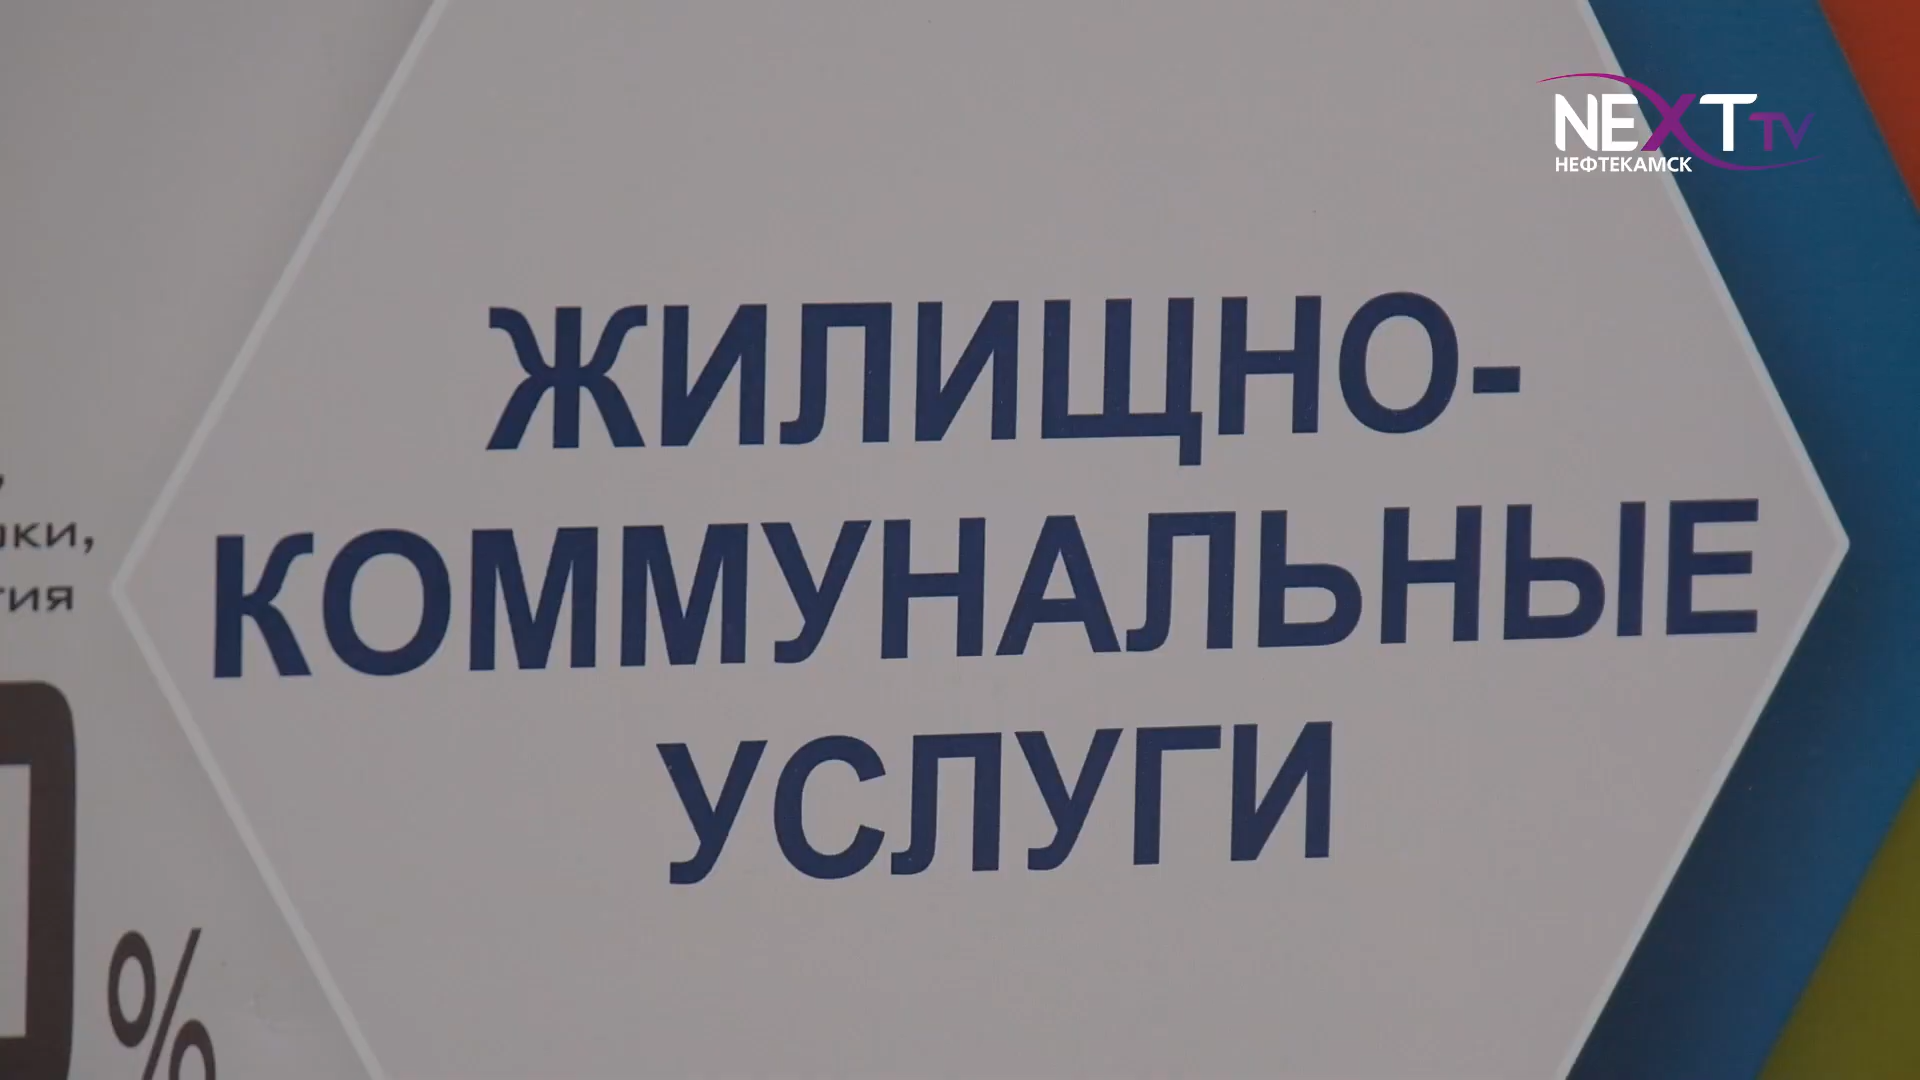 NEXT TV
НЕФТЕКАМСК
ЖИЛИЩНО-
КОММУНАЛЬНЫЕ
УСЛУГИ
%